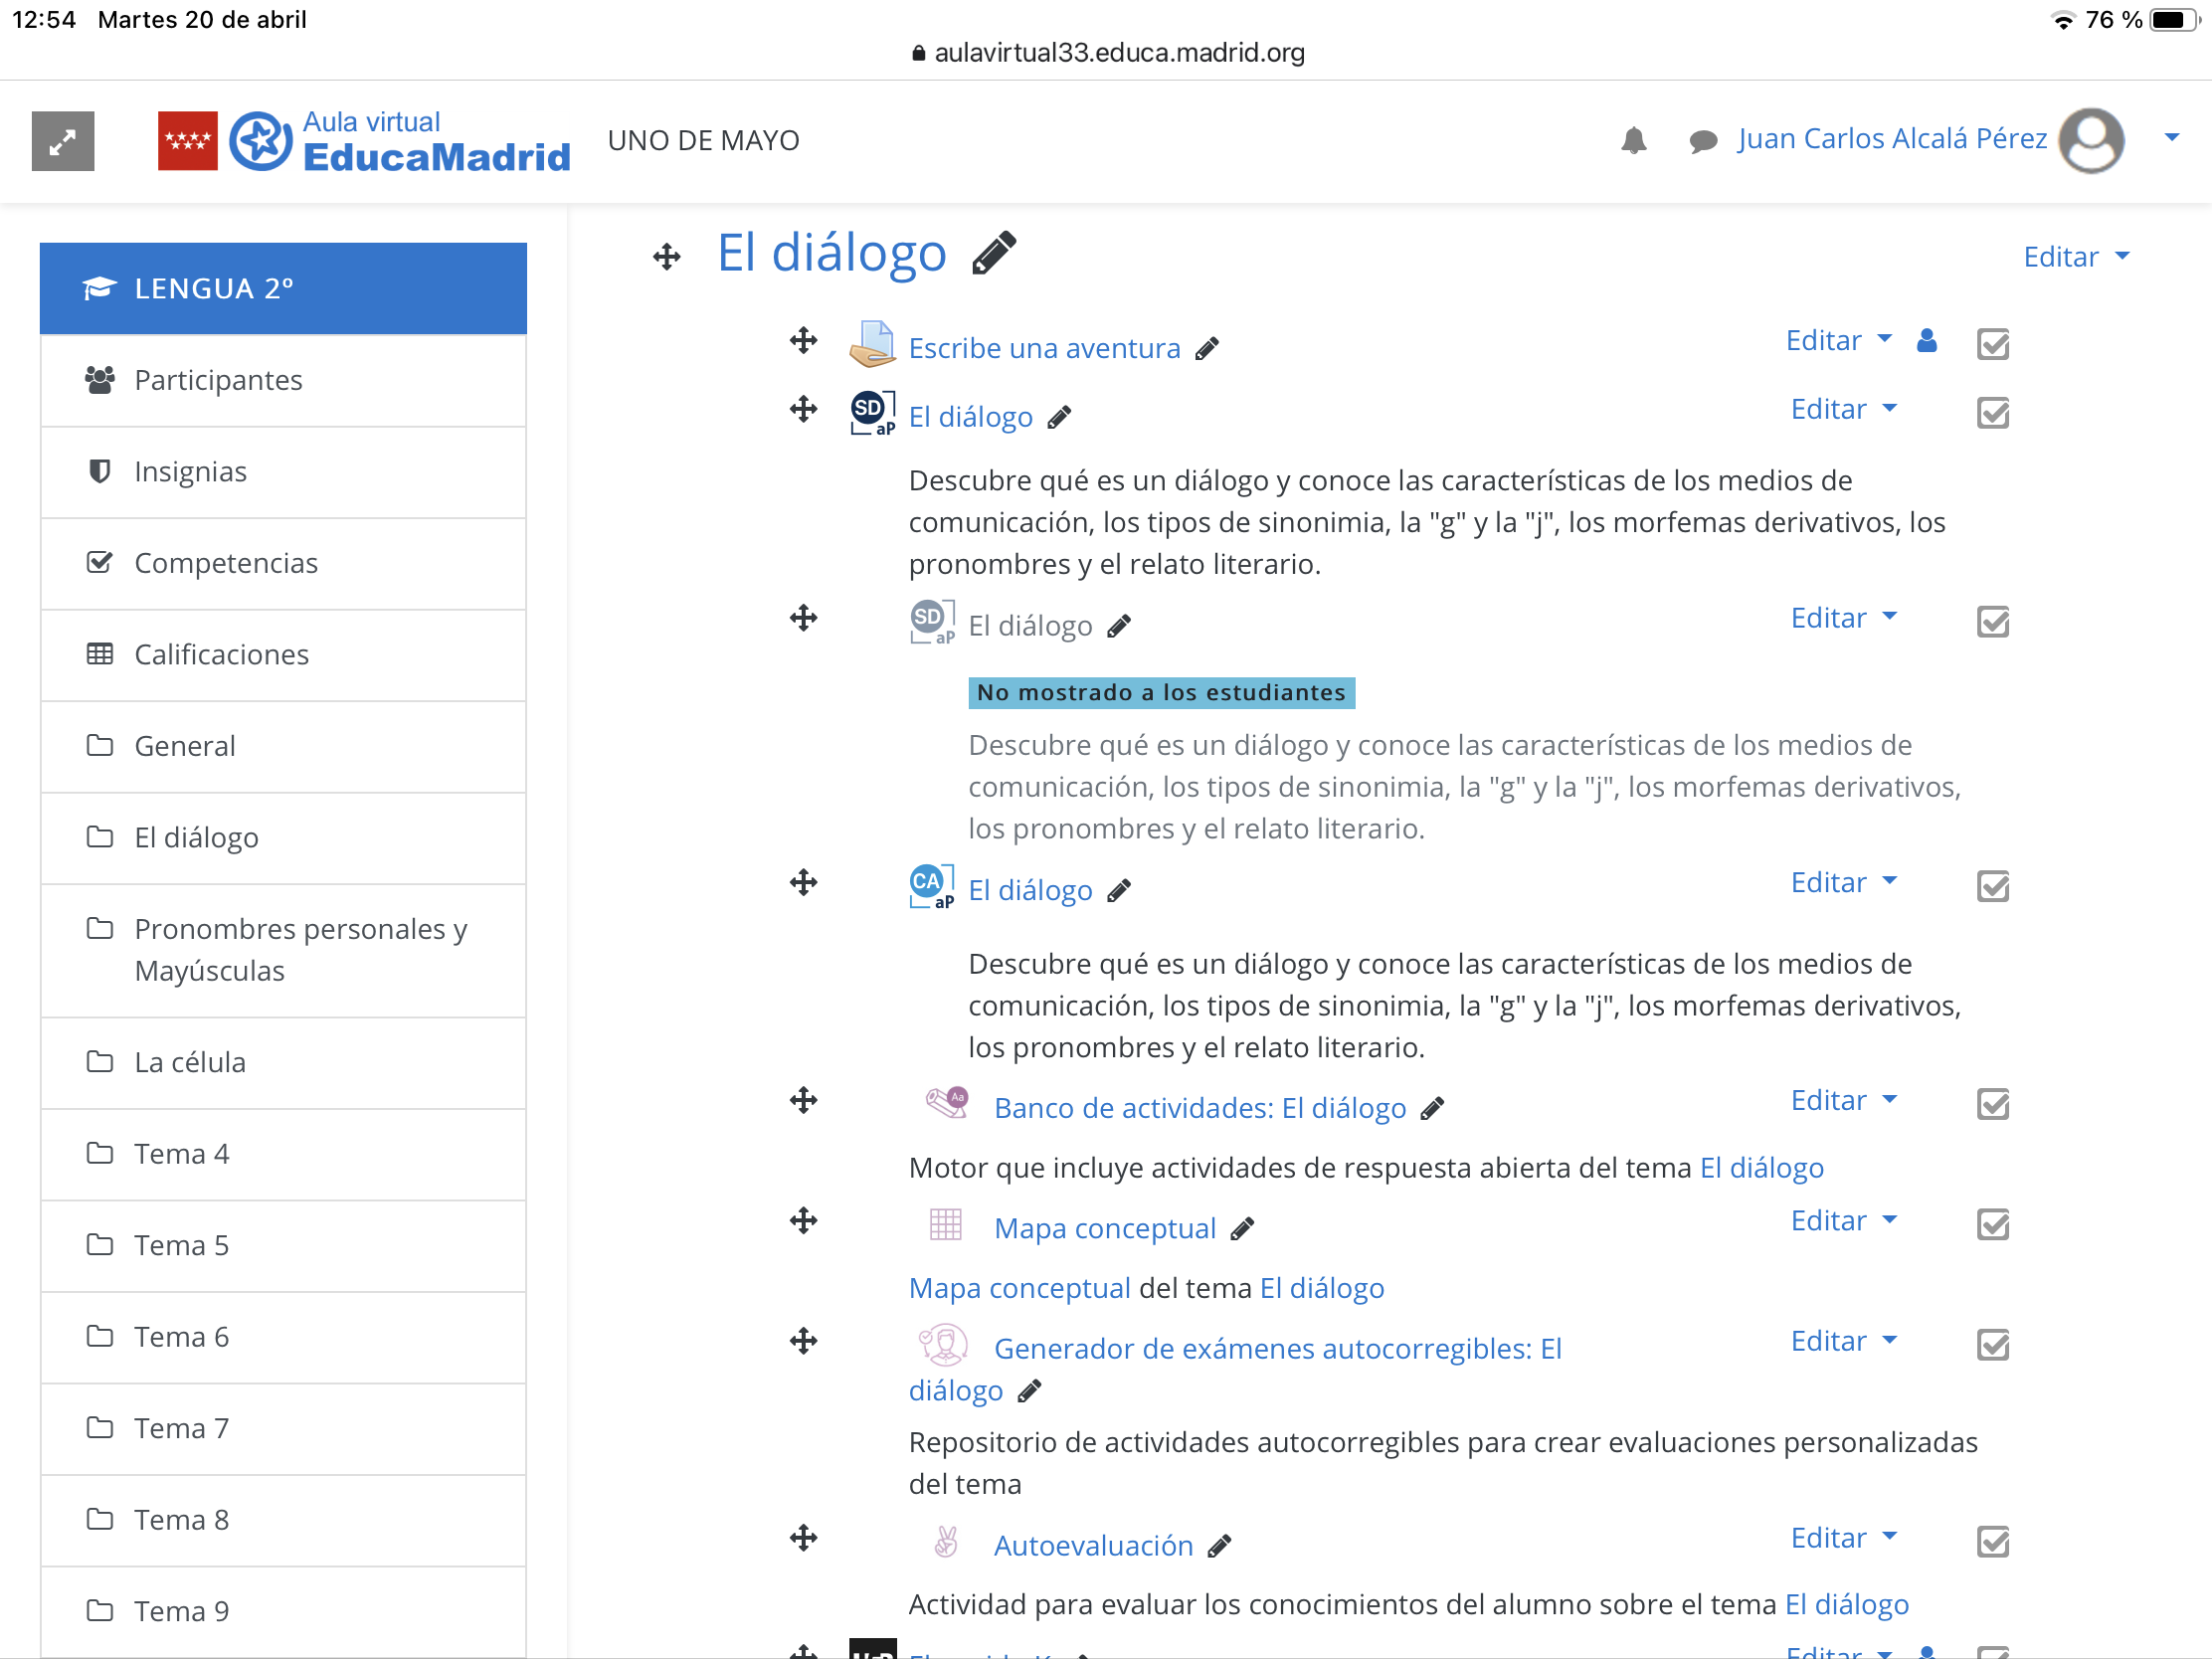 12:54 Martes 20 de abril
76 %
aulavirtual33.educa.madrid.org
Aula virtual
EducaMadrid
UNO DE MAYO
Juan Carlos Alcalá Pérez
LENGUA 2º
Participantes
Insignias
Competencias
Calificaciones
General
El diálogo
Pronombres personales y
Mayúsculas
La célula
Tema 4
Tema 5
Tema 6
Tema 7
Tema 8
Tema 9
El diálogo
Editar
Escribe una aventura
Editar
SD
aP
El diálogo
Editar
Descubre qué es un diálogo y conoce las características de los medios de
comunicación, los tipos de sinonimia, la "g" y la "j", los morfemas derivativos, los
pronombres y el relato literario.
SD
aP
El diálogo
Editar
No mostrado a los estudiantes
Descubre qué es un diálogo y conoce las características de los medios de
comunicación, los tipos de sinonimia, la "g" y la "j", los morfemas derivativos,
los pronombres y el relato literario.
CA
aP
El diálogo
Editar
Descubre qué es un diálogo y conoce las características de los medios de
comunicación, los tipos de sinonimia, la "g" y la "j", los morfemas derivativos,
los pronombres y el relato literario.
Aa
Banco de actividades: El diálogo
Editar
Motor que incluye actividades de respuesta abierta del tema El diálogo
Mapa conceptual
Editar
Mapa conceptual del tema El diálogo
Generador de exámenes autocorregibles: El
diálogo
Editar
Repositorio de actividades autocorregibles para crear evaluaciones personalizadas
del tema
Autoevaluación
Editar
Actividad para evaluar los conocimientos del alumno sobre el tema El diálogo
Editar